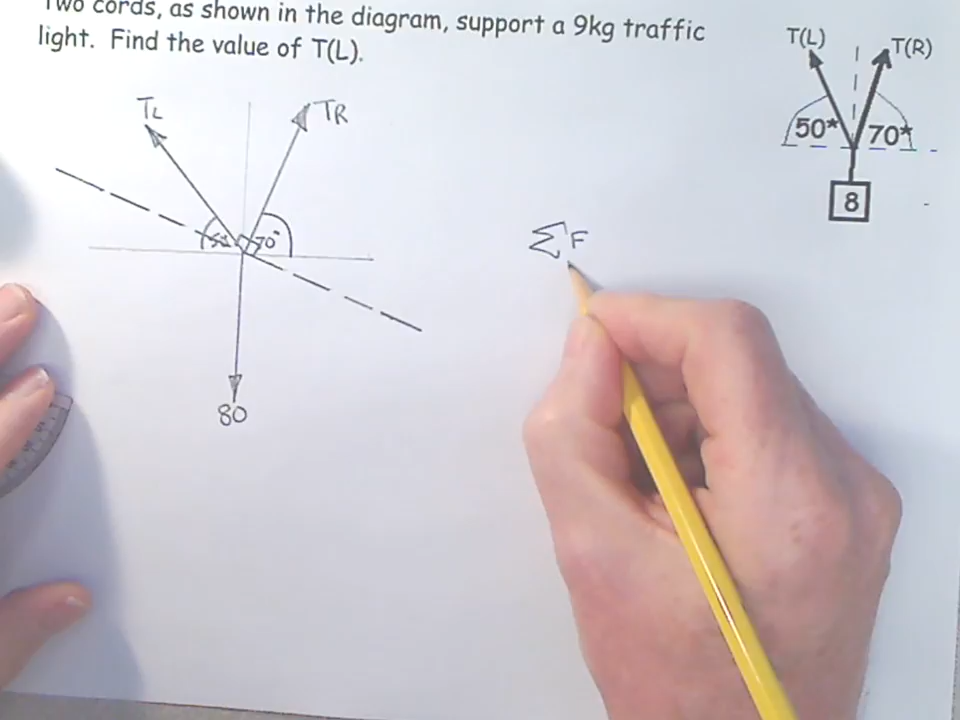 Two cords, as shown in the diagram, support a 9kg traffic
light. Find the value of T(L).
T(L)
T(R)
50*
70*
8
TL
TR
70°
80
ΣF